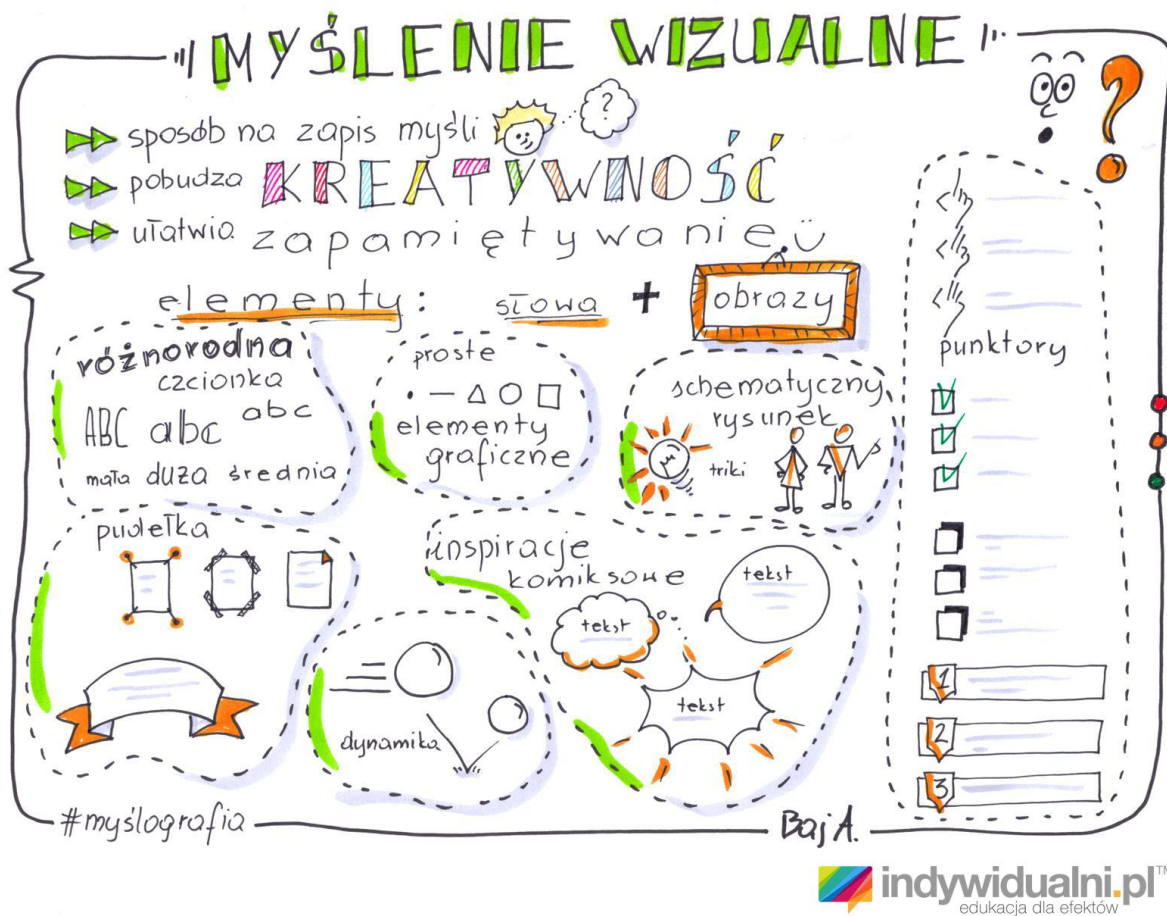 MYŚLENIE WIZUALNE
sposób na zapis myśli
?
pobudza KREATYWNOŚĆ
ułatwia zapamiętywanie
elementy: słowa + obrazy
różnorodna
czcionka
ABC abc abc
mała duża średnia
proste
elementy
graficzne
schematyczny
rysunek
triki
pudełka
dynamika
inspiracje
komiksowe
tekst
tekst
tekst
?
punktory
1
2
3
#myślografia
Baj A.
indywidualni.pl™
edukacja dla efektów